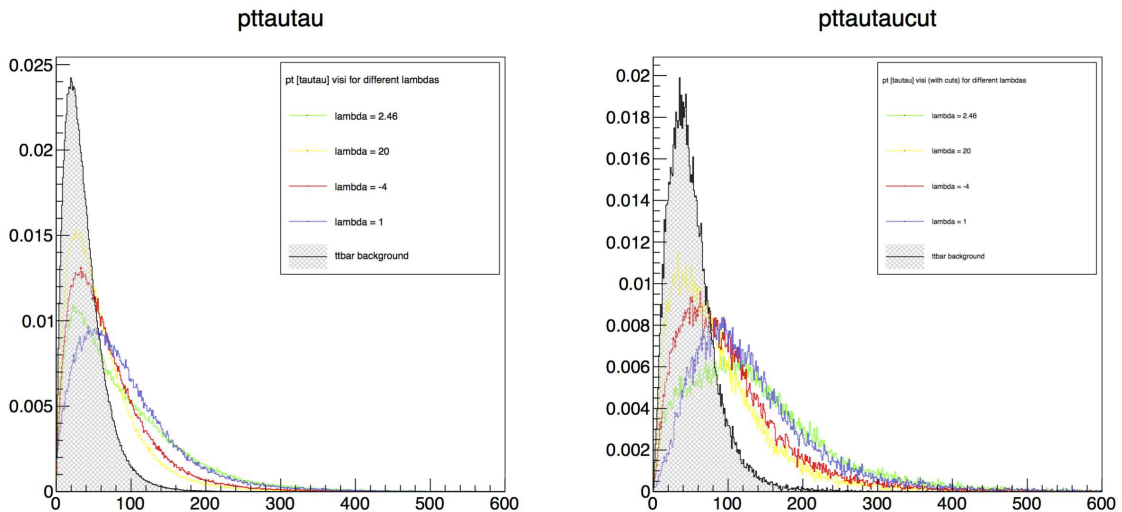 pttautau
0.025
0.02
0.015
0.01
0.005
0
0 100 200 300 400 500 600
pt [tautau] visi for different lambdas
lambda = 2.46
lambda = 20
lambda = -4
lambda = 1
ttbar background
pttautaucut
0.02
0.018
0.016
0.014
0.012
0.01
0.008
0.006
0.004
0.002
0
0 100 200 300 400 500 600
pt [tautau] visi (with cuts) for different lambdas
lambda = 2.46
lambda = 20
lambda = -4
lambda = 1
ttbar background